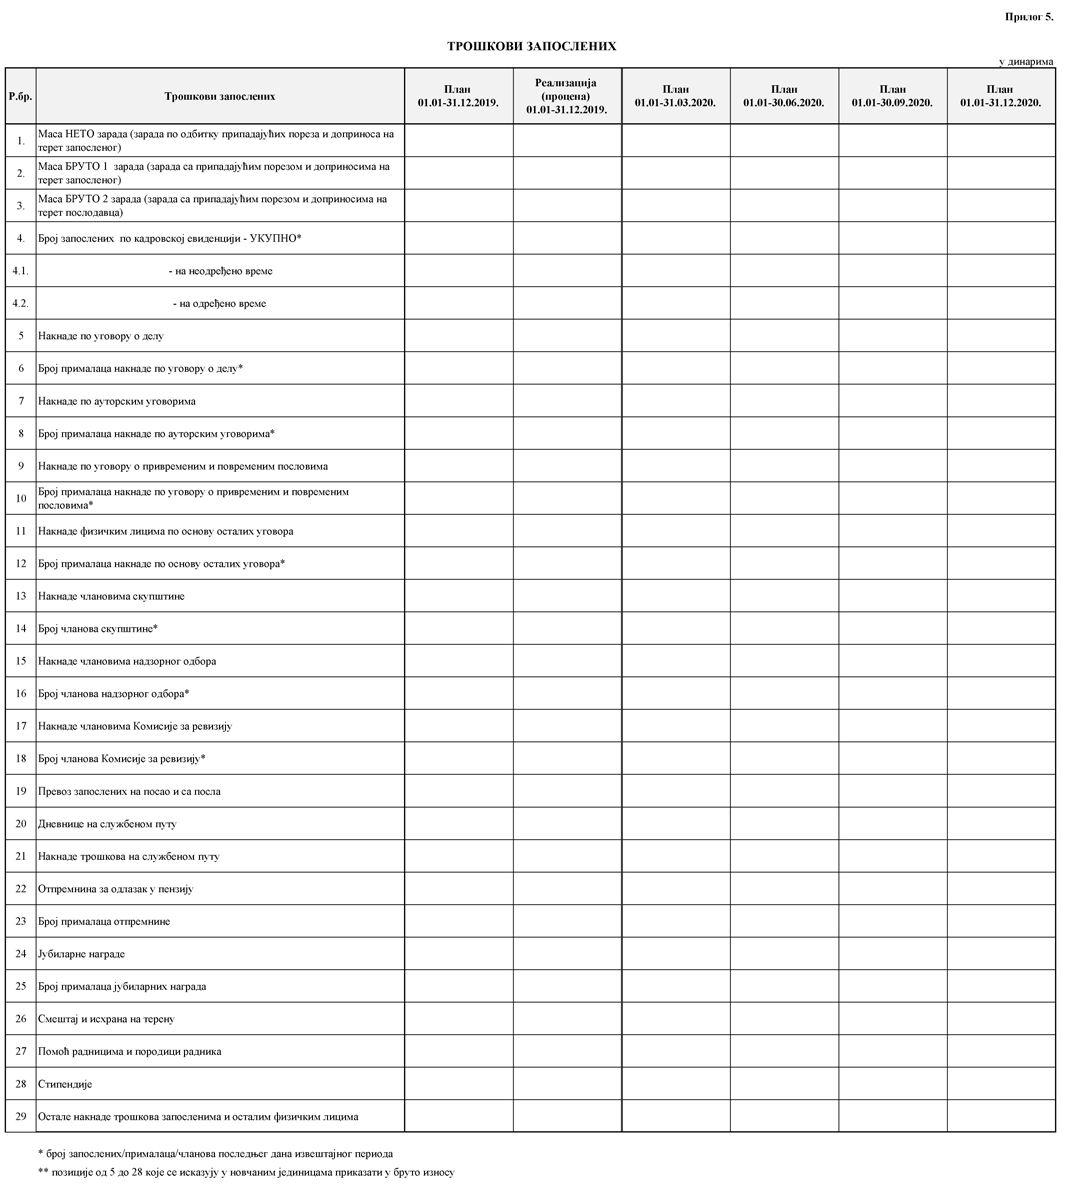 Прилог 5.
ТРОШКОВИ ЗАПОСЛЕНИХ
у динарима
Р.бр.
Трошкови запослених
План
01.01-31.12.2019.
Реализација
(процена)
01.01-31.12.2019.
План
01.01-31.03.2020.
План
01.01-30.06.2020.
План
01.01-30.09.2020.
План
01.01-31.12.2020.
1. Маса НЕТО зарада (зарада по одбитку припадајућих пореза и доприноса на
терет запосленог)
2. Маса БРУТО 1 зарада (зарада са припадајућим порезом и доприносима на
терет запосленог)
3. Маса БРУТО 2 зарада (зарада са припадајућим порезом и доприносима на
терет послодавца)
4. Број запослених по кадровској евиденцији - УКУПНО*
4.1. - на неодређено време
4.2. - на одређено време
5 Накнаде по уговору о делу
6 Број прималаца накнаде по уговору о делу*
7 Накнаде по ауторским уговорима
8 Број прималаца накнаде по ауторским уговорима*
9 Накнаде по уговору о привременим и повременим пословима
10 Број прималаца накнаде по уговору о привременим и повременим
пословима*
11 Накнаде физичким лицима по основу осталих уговора
12 Број прималаца накнаде по основу осталих уговора*
13 Накнаде члановима скупштине
14 Број чланова скупштине*
15 Накнаде члановима надзорног одбора
16 Број чланова надзорног одбора*
17 Накнаде члановима Комисије за ревизију
18 Број чланова Комисије за ревизију*
19 Превоз запослених на посао и са посла
20 Дневнице на службеном путу
21 Накнаде трошкова на службеном путу
22 Отпремнина за одлазак у пензију
23 Број прималаца отпремнине
24 Јубиларне награде
25 Број прималаца јубиларних награда
26 Смештај и исхрана на терену
27 Помоћ радницима и породици радника
28 Стипендије
29 Остале накнаде трошкова запосленима и осталим физичким лицима
* број запослених/прималаца/чланова последњег дана извештајног периода
** позиције од 5 до 28 које се исказују у новчаним јединицама приказати у бруто износу